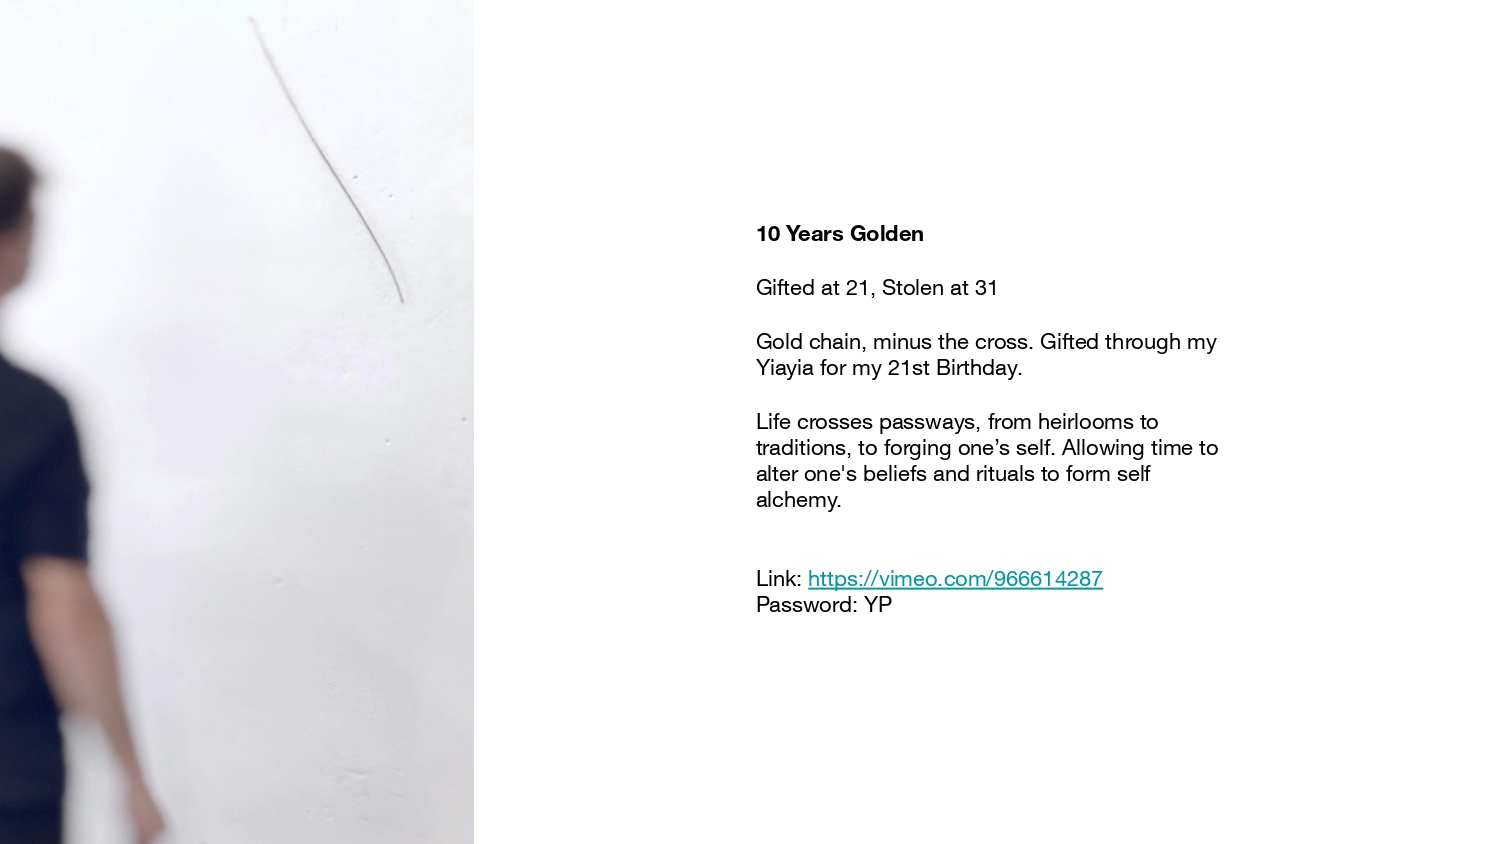 10 Years Golden
Gifted at 21, Stolen at 31
Gold chain, minus the cross. Gifted through my
Yiayia for my 21st Birthday.
Life crosses passways, from heirlooms to
traditions, to forging one’s self. Allowing time to
alter one's beliefs and rituals to form self
alchemy.
Link: https://vimeo.com/966614287
Password: YP